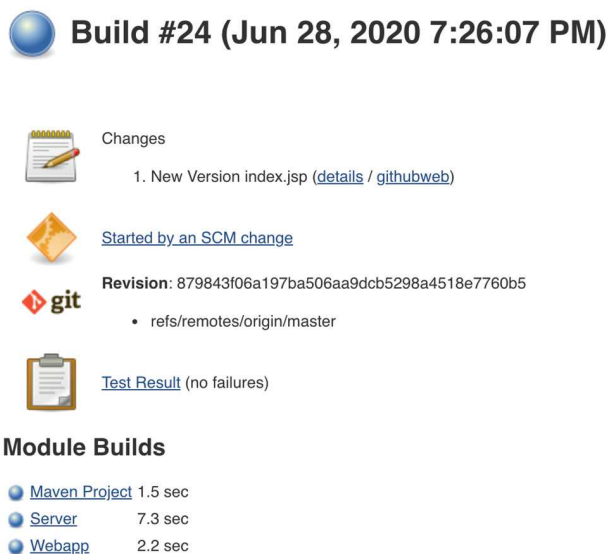 Build #24 (Jun 28, 2020 7:26:07 PM)
Changes
1. New Version index.jsp (details / githubweb)
Started by an SCM change
Revision: 879843f06a197ba506aa9dcb5298a4518e7760b5
git
• refs/remotes/origin/master
Test Result (no failures)
Module Builds
Maven Project 1.5 sec
Server 7.3 sec
Webapp 2.2 sec